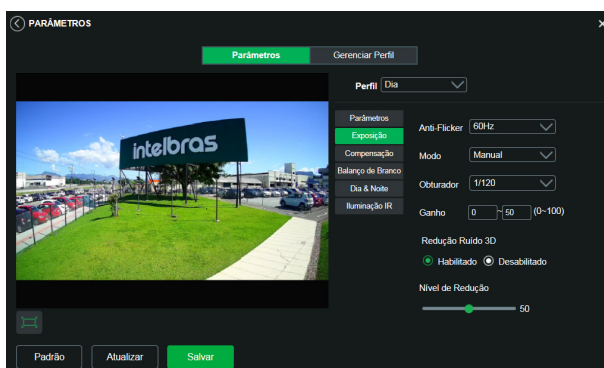 PARÂMETROS
Parâmetros
Gerenciar Perfil
Perfil Dia
intelbras
Parâmetros
Exposição
Compensação
Balanço de Branco
Dia & Noite
Iluminação IR
Anti-Flicker 60Hz
Modo Manual
Obturador 1/120
Ganho 0 ~ 50 (0~100)
Redução Ruído 3D
Habilitado Desabilitado
Nível de Redução
50
Padrão Atualizar Salvar